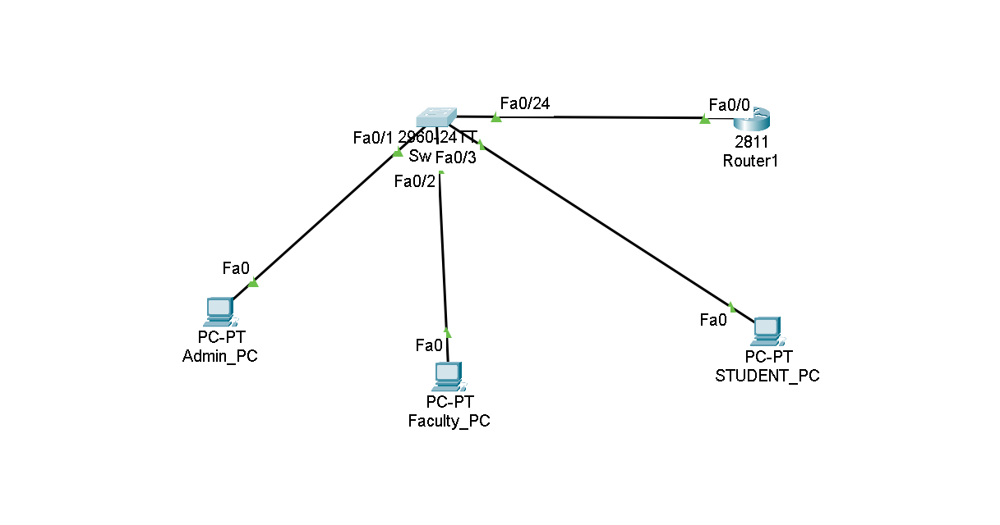 Fa0/24
Fa0/0
Fa0/1
2960-24TT
2811
Sw
Fa0/3
Router1
Fa0/2
Fa0
PC-PT
Admin_PC
Fa0
PC-PT
Faculty_PC
Fa0
PC-PT
STUDENT_PC